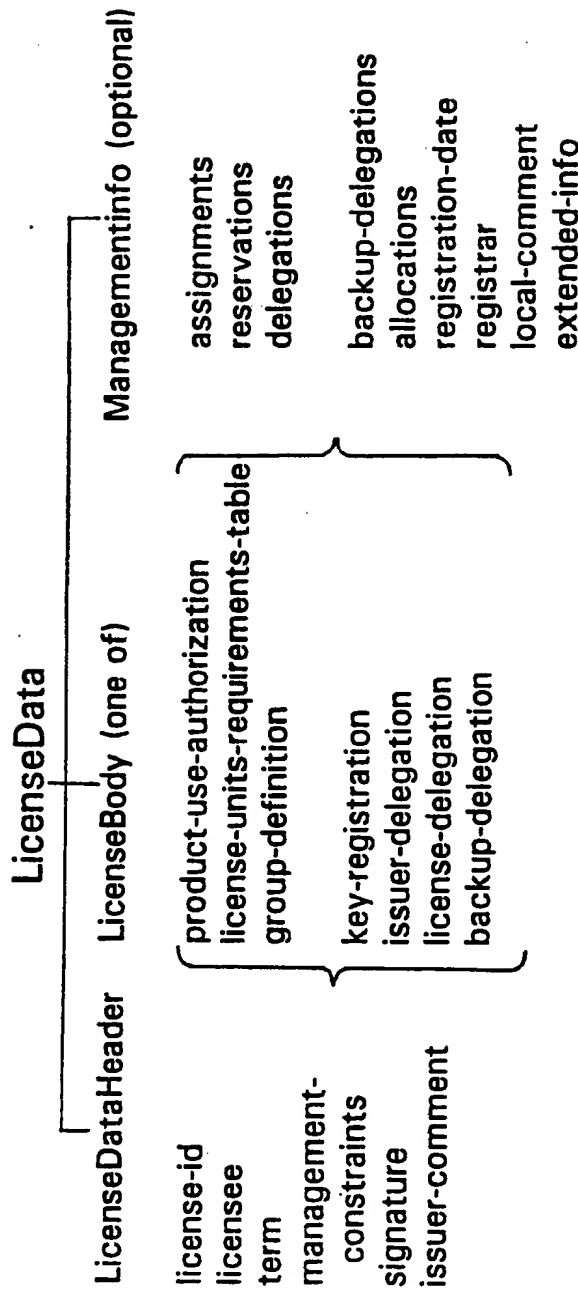 LicenseData
LicenseDataHeader
license-id
licensee
term
management-
constraints
signature
issuer-comment
LicenseBody (one of)
product-use-authorization
license-units-requirements-table
group-definition
key-registration
issuer-delegation
license-delegation
backup-delegation
Managementinfo (optional)
assignments
reservations
delegations
backup-delegations
allocations
registration-date
registrar
local-comment
extended-info